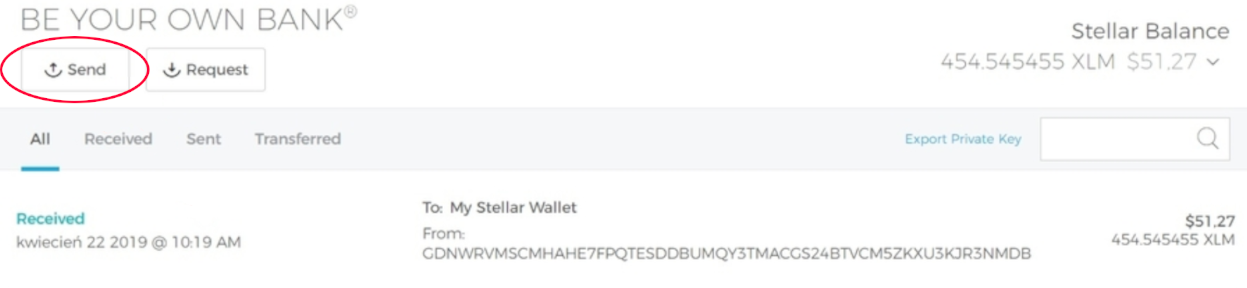 BE YOUR OWN BANK®
Stellar Balance
454.545455 XLM $51,27
Send
Request
All
Received
Sent
Transferred
Export Private Key
Received
kwiecień 22 2019 @ 10:19 AM
To: My Stellar Wallet
From:
GDNWRVMSCMHAHE7FPQTESDDBUMQY3TMACGS24BTVCM5ZKXU3KJR3NMDB
$51,27
454.545455 XLM